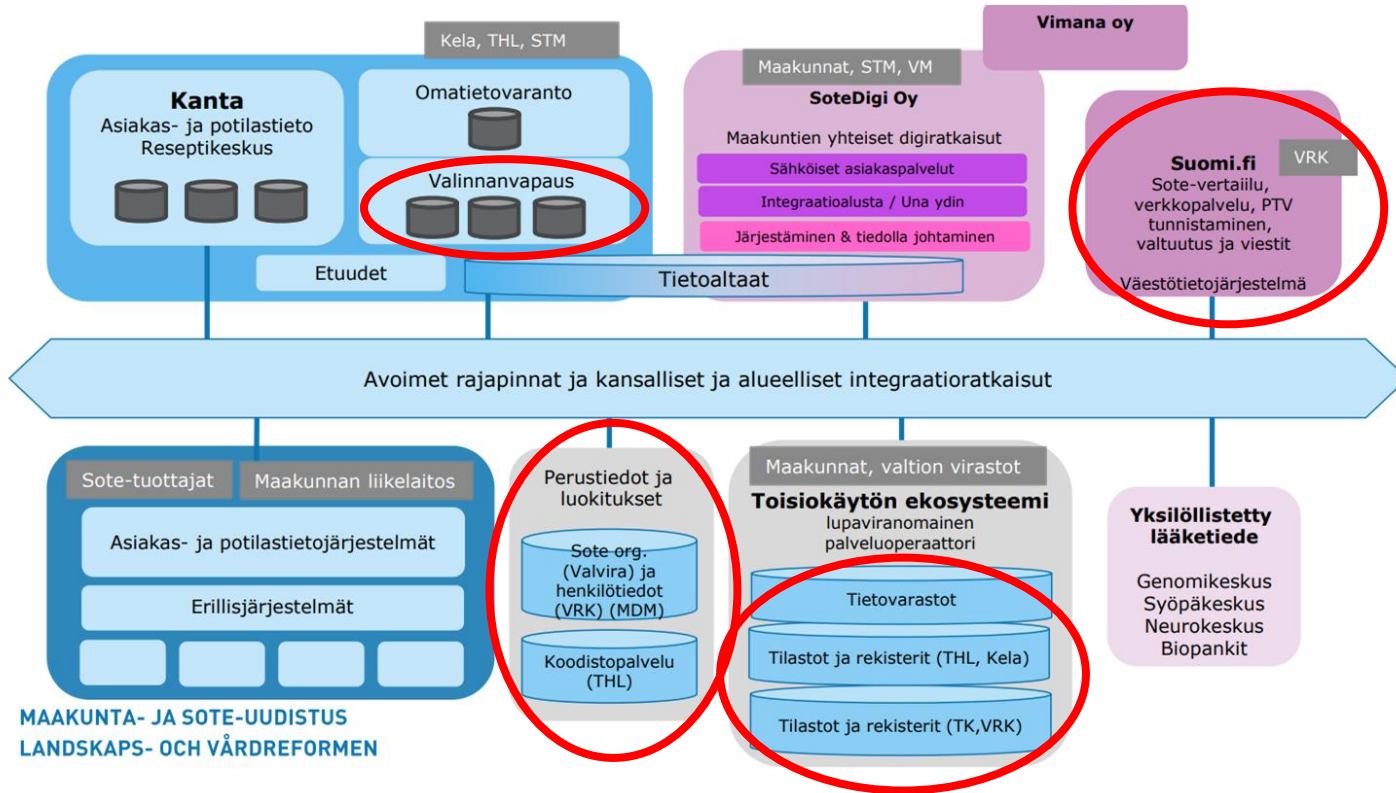 Kela, THL, STM
Kanta
Asiakas- ja potilastieto
Reseptikeskus
Omatietovaranto
Valinnanvapaus
Etuudet
Tietoaltaat
Maakunnat, STM, VM
SoteDigi Oy
Maakuntien yhteiset digiratkaisut
Sähköiset asiakaspalvelut
Integraatioalusta / Una ydin
Järjestäminen & tiedolla johtaminen
Vimana oy
VRK
Suomi.fi
Sote-vertaiilu,
verkkopalvelu, PTV
tunnistaminen,
valtuutus ja viestit
Väestötietojärjestelmä
Avoimet rajapinnat ja kansalliset ja alueelliset integraatioratkaisut
Sote-tuottajat
Maakunnan liikelaitos
Asiakas- ja potilastietojärjestelmät
Erillisjärjestelmät
Perustiedot ja
luokitukset
Sote org.
(Valvira) ja
henkilötiedot
(VRK) (MDM)
Koodistopalvelu
(THL)
Maakunnat, valtion virastot
Toisiokäytön ekosysteemi
lupaviranomainen
palveluoperaattori
Tietovarastot
Tilastot ja rekisterit (THL, Kela)
Tilastot ja rekisterit (TK,VRK)
Yksilöllistetty
lääketiede
Genomikeskus
Syöpäkeskus
Neurokeskus
Biopankit
MAAKUNTA- JA SOTE-UUDISTUS
LANDSKAPS- OCH VÅRDREFORMEN